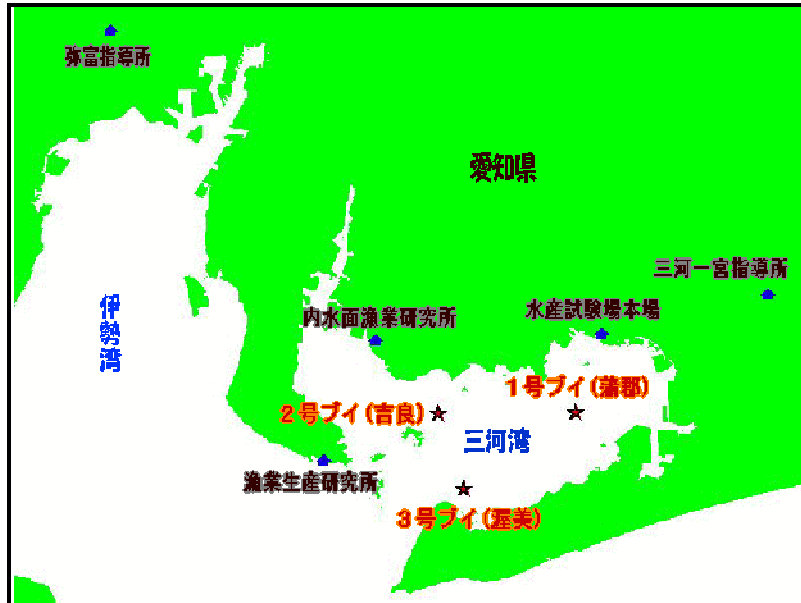 弥富指導所
愛知県
三河一宮指導所
伊勢湾
内水面漁業研究所
水産試験場本場
1号ブイ(蒲郡)
2号ブイ(吉良)
三河湾
漁業生産研究所
3号ブイ(渥美)